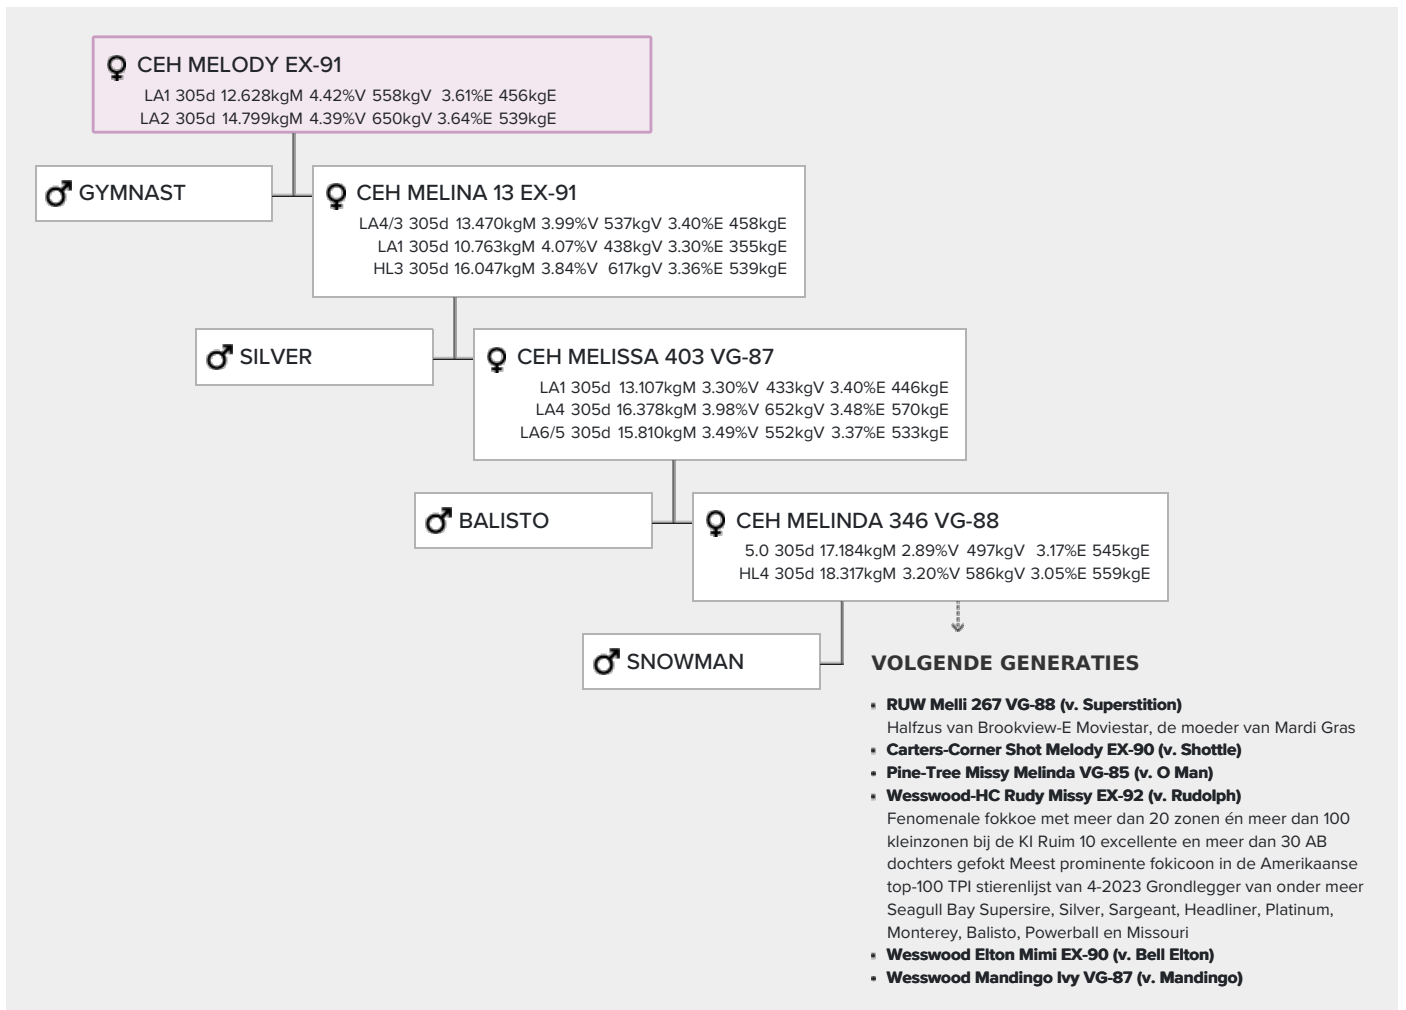 CEH MELODY EX-91
LA1 305d 12.628kgM 4.42%V 558kgV 3.61%E 456kgE
LA2 305d 14.799kgM 4.39%V 650kgV 3.64%E 539kgE
GYMNAST
CEH MELINA 13 EX-91
LA4/3 305d 13.470kgM 3.99%V 537kgV 3.40%E 458kgE
LA1 305d 10.763kgM 4.07%V 438kgV 3.30%E 355kgE
HL3 305d 16.047kgM 3.84%V 617kgV 3.36%E 539kgE
SILVER
CEH MELISSA 403 VG-87
LA1 305d 13.107kgM 3.30%V 433kgV 3.40%E 446kgE
LA4 305d 16.378kgM 3.98%V 652kgV 3.48%E 570kgE
LA6/5 305d 15.810kgM 3.49%V 552kgV 3.37%E 533kgE
BALISTO
CEH MELINDA 346 VG-88
5.0 305d 17.184kgM 2.89%V 497kgV 3.17%E 545kgE
HL4 305d 18.317kgM 3.20%V 586kgV 3.05%E 559kgE
SNOWMAN
VOLGENDE GENERATIES
RUW Melli 267 VG-88 (v. Superstition)
Halfzus van Brookview-E Moviestar, de moeder van Mardi Gras
Carters-Corner Shot Melody EX-90 (v. Shottle)
Pine-Tree Missy Melinda VG-85 (v. O Man)
Wesswood-HC Rudy Missy EX-92 (v. Rudolph)
Fenomenale fokkoe met meer dan 20 zonen én meer dan 100
kleinzonen bij de KI Ruim 10 excellente en meer dan 30 AB
dochters gefokt Meest prominente fokicoon in de Amerikaanse
top-100 TPI stierenlijst van 4-2023 Grondlegger van onder meer
Seagull Bay Supersire, Silver, Sargeant, Headliner, Platinum,
Monterey, Balisto, Powerball en Missouri
Wesswood Elton Mimi EX-90 (v. Bell Elton)
Wesswood Mandingo Ivy VG-87 (v. Mandingo)